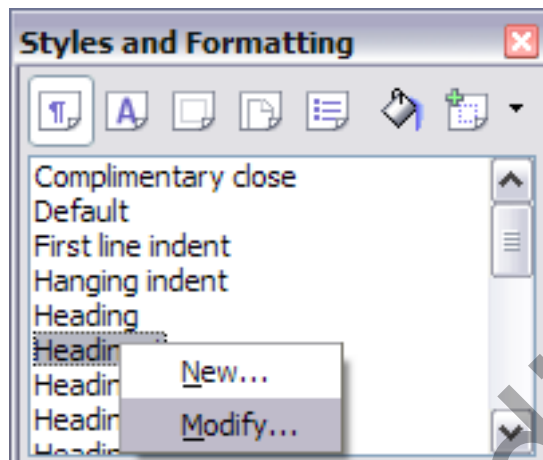 Styles and Formatting
Complimentary close
Default
First line indent
Hanging indent
Heading
New...
Modify...